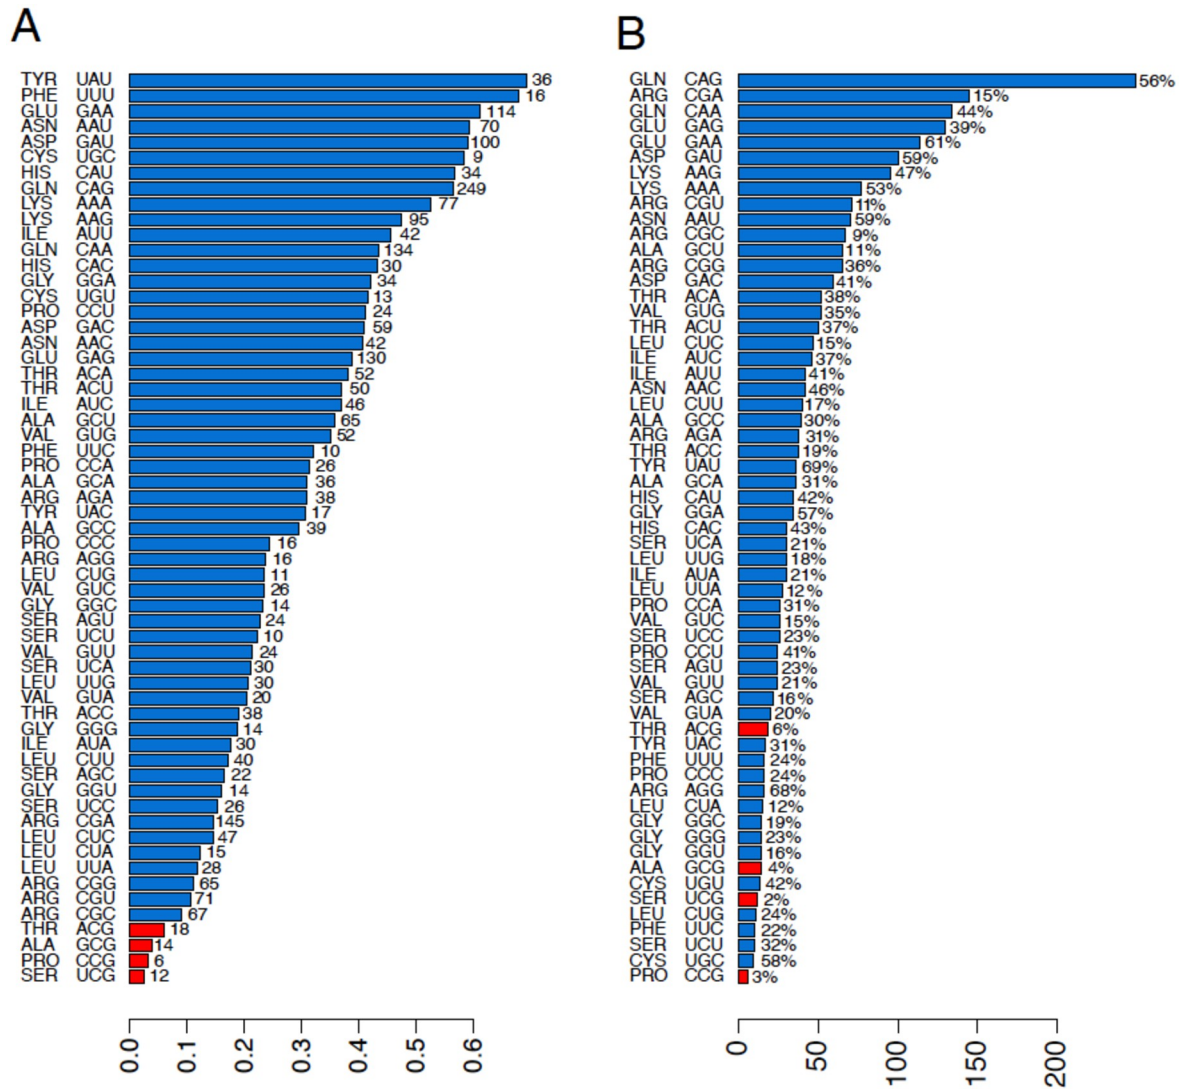 A
TYR UAU 36
PHE UUU 16
GLU GAA 114
ASN AAU 70
ASP GAU 100
CYS UGC 9
HIS CAU 34
GLN CAG 249
LYS AAA 77
LYS AAG 95
ILE AUU 42
GLN CAA 134
HIS CAC 30
GLY GGA 34
CYS UGU 13
PRO CCU 24
ASP GAC 59
ASN AAC 42
GLU GAG 130
THR ACA 52
THR ACU 50
ILE AUC 46
ALA GCU 65
VAL GUG 52
PHE UUC 10
PRO CCA 26
ALA GCA 36
ARG AGA 38
TYR UAC 17
ALA GCC 39
PRO CCC 16
ARG AGG 16
LEU CUG 11
VAL GUC 26
GLY GGC 14
SER AGU 24
SER UCU 10
VAL GUU 24
SER UCA 30
LEU UUG 30
VAL GUA 20
THR ACC 38
GLY GGG 14
ILE AUA 30
LEU CUU 40
SER AGC 22
GLY GGU 14
SER UCC 26
ARG CGA 145
LEU CUC 47
LEU CUA 15
LEU UUA 28
ARG CGG 65
ARG CGU 71
ARG CGC 67
THR ACG 18
ALA GCG 14
PRO CCG 6
SER UCG 12
0.0 0.1 0.2 0.3 0.4 0.5 0.6
B
GLN CAG 56%
ARG CGA 15%
GLN CAA 44%
GLU GAG 39%
GLU GAA 61%
ASP GAU 59%
LYS AAG 47%
LYS AAA 53%
ARG CGU 11%
ASN AAU 59%
ARG CGC 9%
ALA GCU 11%
ARG CGG 36%
ASP GAC 41%
THR ACA 38%
VAL GUG 35%
THR ACU 37%
LEU CUC 15%
ILE AUC 37%
ILE AUU 41%
ASN AAC 46%
LEU CUU 17%
ALA GCC 30%
ARG AGA 31%
THR ACC 19%
TYR UAU 69%
ALA GCA 31%
HIS CAU 42%
GLY GGA 57%
HIS CAC 43%
SER UCA 21%
LEU UUG 18%
ILE AUA 21%
LEU UUA 12%
PRO CCA 31%
VAL GUC 15%
SER UCC 23%
PRO CCU 41%
SER AGU 23%
VAL GUU 21%
SER AGC 16%
VAL GUA 20%
THR ACG 6%
TYR UAC 31%
PHE UUU 24%
PRO CCC 24%
ARG AGG 68%
LEU CUA 12%
GLY GGC 19%
GLY GGG 23%
GLY GGU 16%
ALA GCG 4%
CYS UGU 42%
SER UCG 2%
LEU CUG 24%
PHE UUC 22%
SER UCU 32%
CYS UGC 58%
PRO CCG 3%
0 50 100 150 200